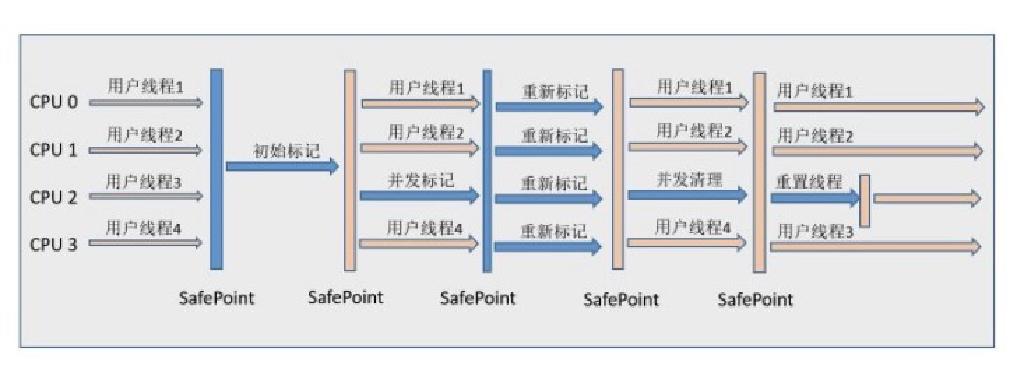 CPU 0 用户线程1 用户线程1 重新标记 用户线程1 用户线程1
CPU 1 用户线程2 初始标记 用户线程2 重新标记 用户线程2 用户线程2
CPU 2 用户线程3 并发标记 重新标记 并发清理 重置线程
CPU 3 用户线程4 用户线程4 重新标记 用户线程4 用户线程3
SafePoint SafePoint SafePoint SafePoint SafePoint